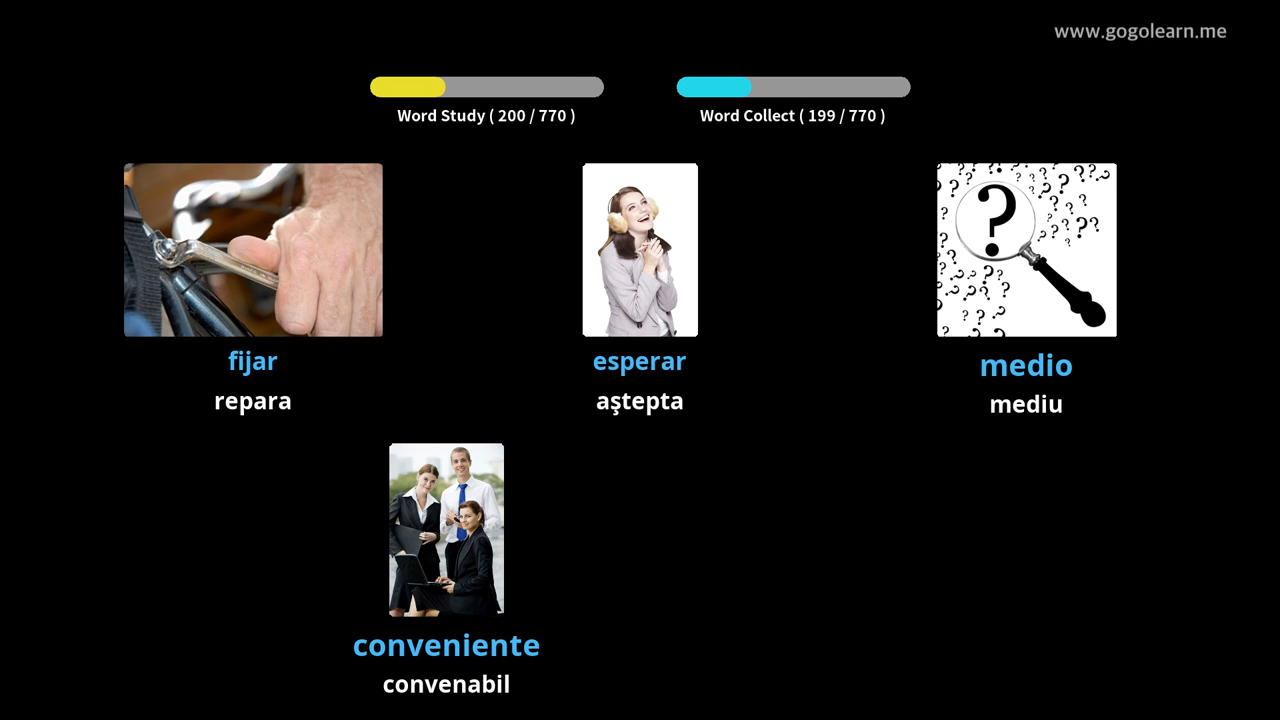 www.gogolearn.me
Word Study ( 200 / 770 )
Word Collect ( 199 / 770 )
fijar
repara
esperar
aştepta
medio
mediu
conveniente
convenabil